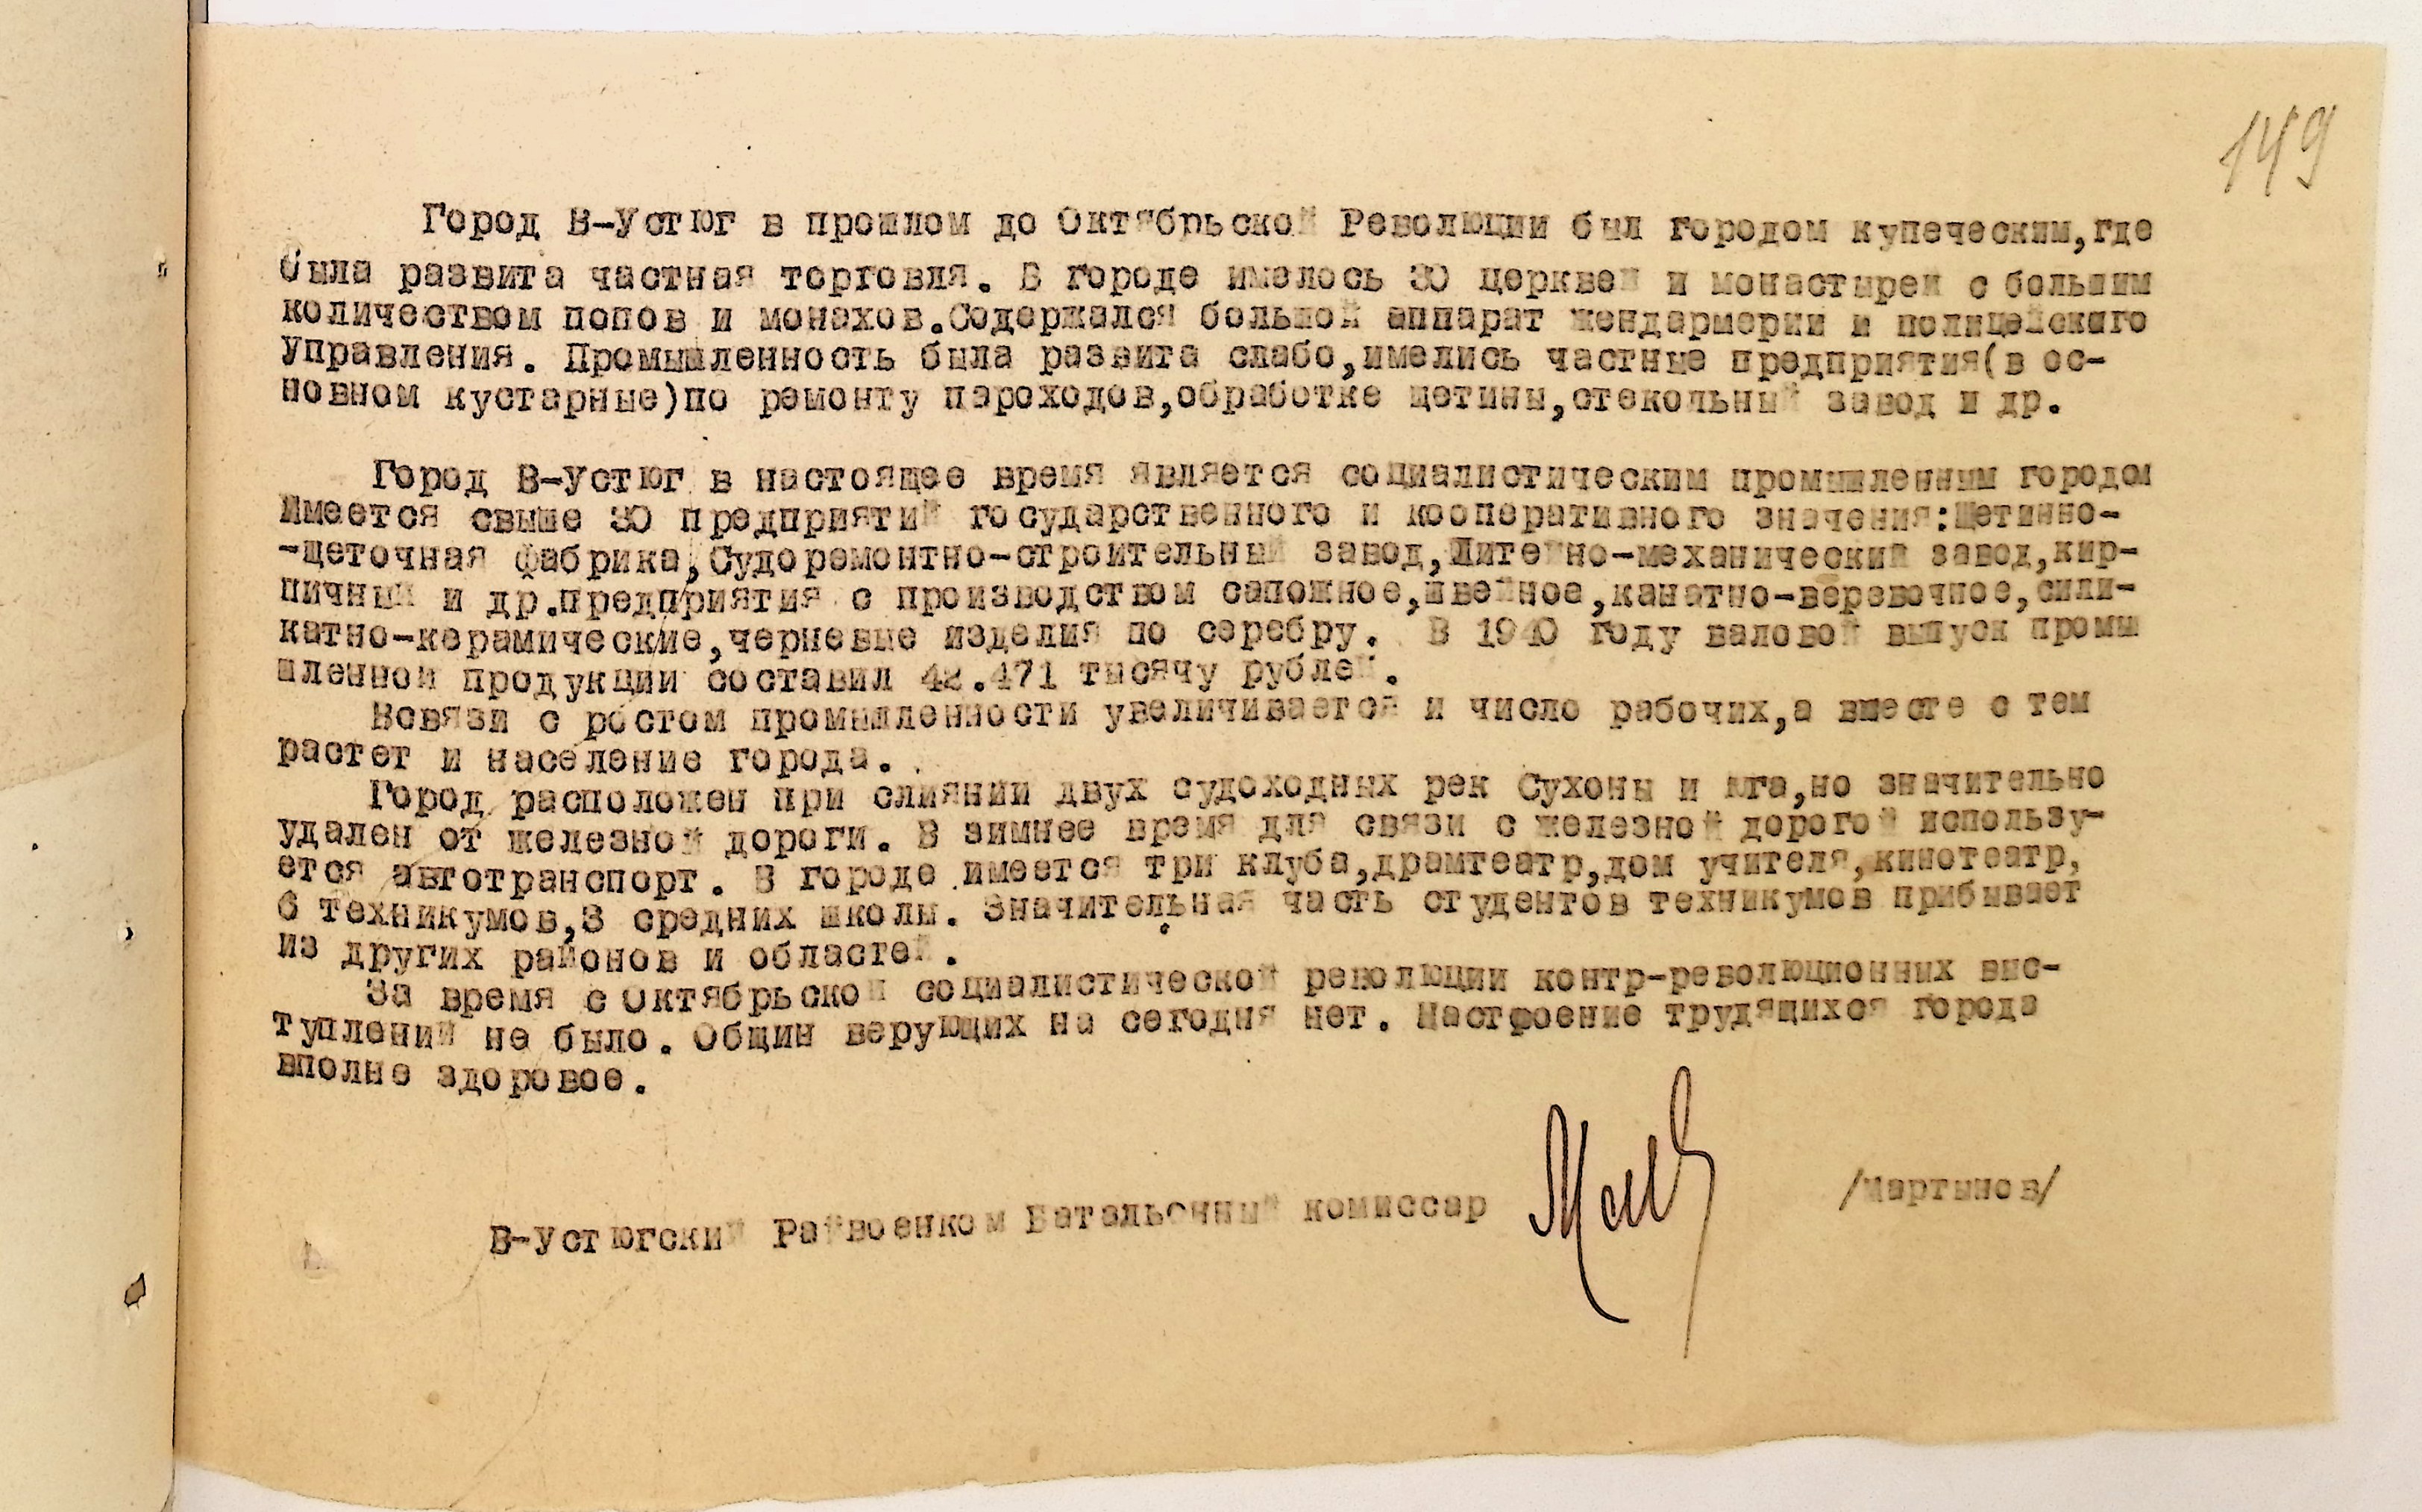 149
Город В-Устюг в прошлом до Октябрьской Революции был городом купеческим,где
была развита частная торговля. В городе имелось 30 церквей и монастырей с большим
количеством попов и монахов.Содержался большой аппарат жендармерии и полицейского
управления. Промышленность была развита слабо,имелись частные предприятия(в ос-
новном кустарные)по ремонту пароходов,обработке щетины,стекольный завод и др.
Город В-Устюг в настоящее время является социалистическим промышленным городом
Имеется свыше 30 предприятий государственного и кооперативного значения:Щетинно-
-щеточная фабрика,Судоремонтно-строительный завод,Литейно-механический завод,кир-
пичный и др.предприятия с производством сапожное,швейное,канатно-веревочное,сили-
катно-керамические,черневые изделия по серебру. В 1940 году валовой выпуск промы
шленной продукции составил 42.471 тысячу рублей.
Всвязи с ростом промышленности увеличивается и число рабочих,а вместе с тем
растет и население города.
Город расположен при слиянии двух судоходных рек Сухоны и Юга,но значительно
удален от железной дороги. В зимнее время для связи с железной дорогой использу-
ется автотранспорт. В городе имеется три клуба,драмтеатр,дом учителя,кинотеатр,
6 техникумов,3 средних школы. Значительная часть студентов техникумов прибывает
из других районов и областей.
За время с Октябрьской социалистической революции контр-революционных выс-
туплений не было. Общин верующих на сегодня нет. Настроение трудящихся города
вполне здоровое.
В-Устюгский Райвоенком Батальонный комиссар /Мартынов/